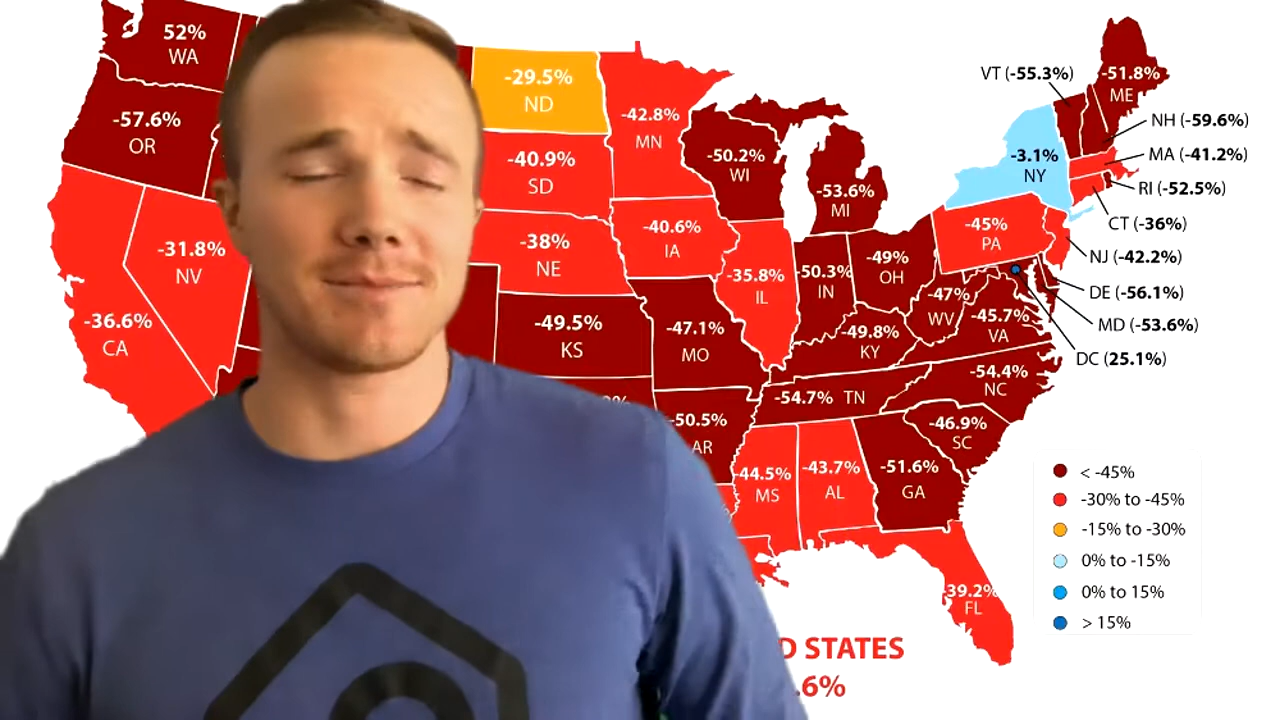 52%
WA
-57.6%
OR
-31.8%
NV
-36.6%
CA
-29.5%
ND
-40.9%
SD
-38%
NE
-49.5%
KS
-42.8%
MN
-40.6%
IA
-47.1%
MO
-50.5%
AR
-50.2%
WI
-35.8%
IL
-53.6%
MI
-50.3%
IN
-49%
OH
-49.8%
KY
-54.7% TN
-44.5%
MS
-43.7%
AL
-51.6%
GA
-39.2%
FL
-46.9%
SC
-54.4%
NC
-45.7%
VA
-47%
WV
-45%
PA
-3.1%
NY
VT (-55.3%)
-51.8%
ME
NH (-59.6%)
MA (-41.2%)
RI (-52.5%)
CT (-36%)
NJ (-42.2%)
DE (-56.1%)
MD (-53.6%)
DC (25.1%)
< -45%
-30% to -45%
-15% to -30%
0% to -15%
0% to 15%
> 15%
D STATES
.6%